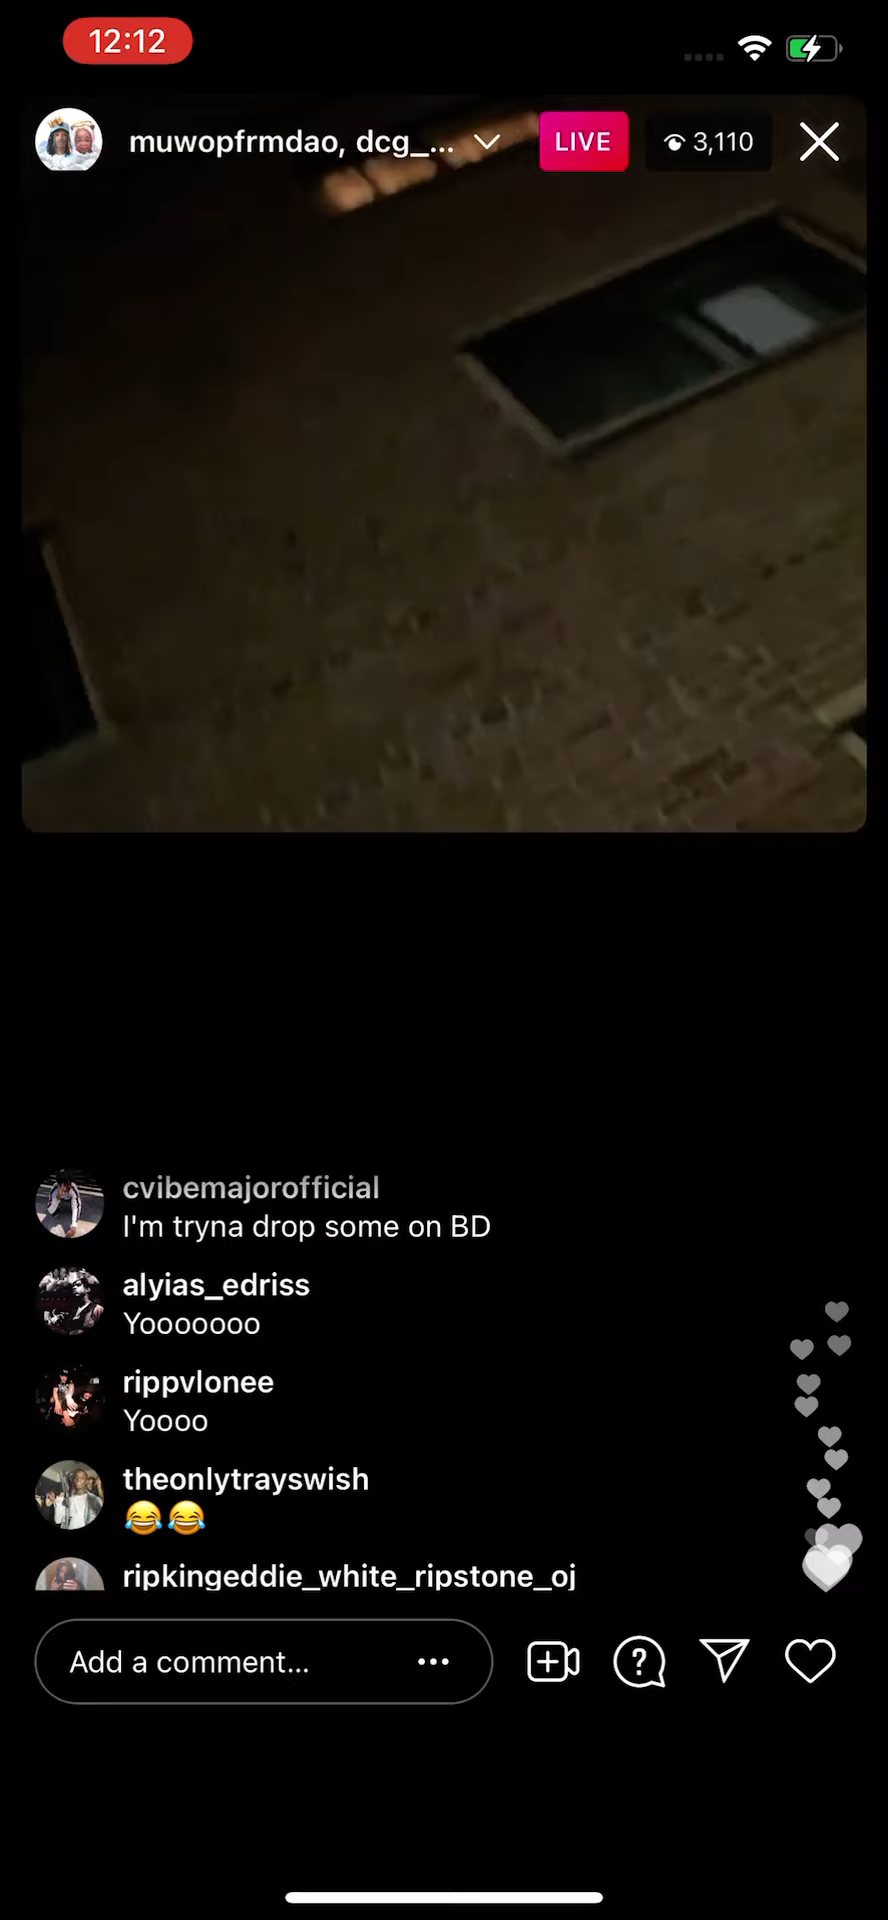 12:12
muwopfrmdao, dcg_...
LIVE
3,110
cvibemajorofficial
I'm tryna drop some on BD
alyias_edriss
Yooooooo
rippvlonee
Yoooo
theonlytrayswish
😂😂
ripkingeddie_white_ripstone_oj
Add a comment...